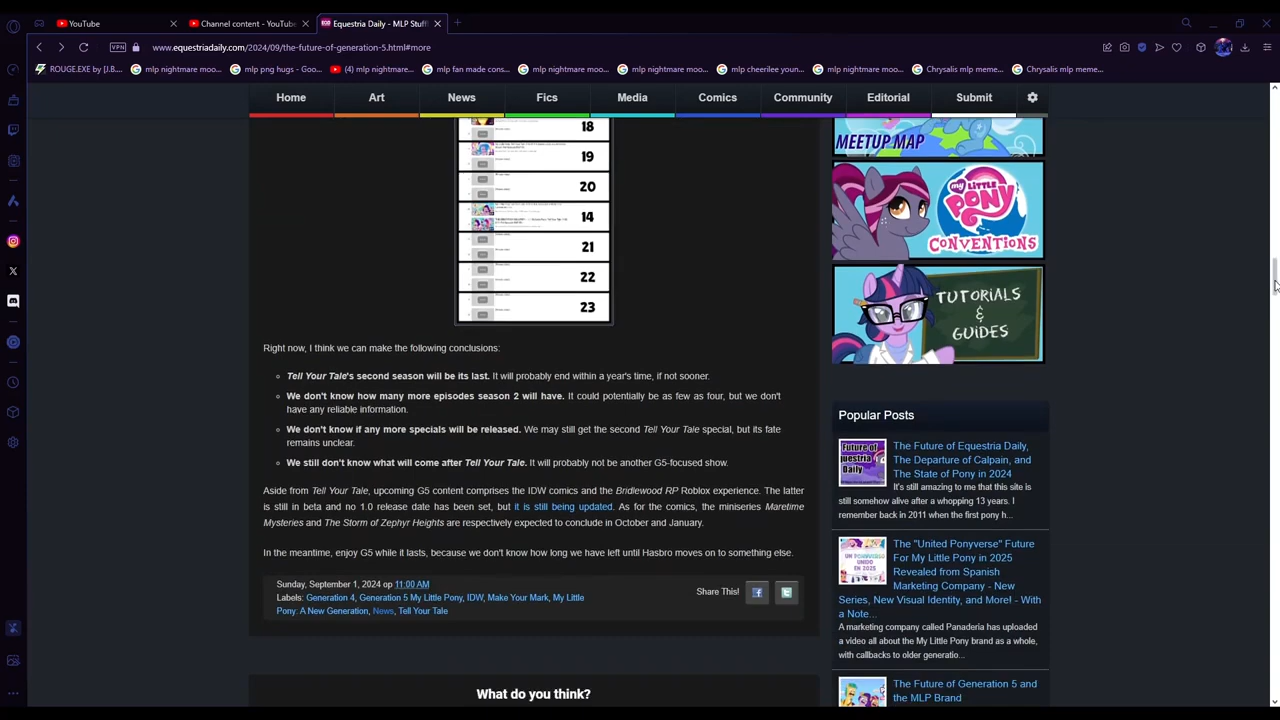 YouTube
Channel content - YouTube
Equestria Daily - MLP Stuff!
VPN
www.equestriadaily.com/2024/09/the-future-of-generation-5.html#more
ROUGE.EXE by [J.B....
mlp nightmare moo...
mlp png hugs - Goo...
(4) mlp nightmare...
mlp fan made cons...
mlp nightmare moo...
mlp nightmare moo...
mlp cheerilee youn...
mlp nightmare moo...
Chrysalis mlp meme...
Chrysalis mlp meme...
Home
Art
News
Fics
Media
Comics
Community
Editorial
Submit
18
19
20
14
21
22
23
Right now, I think we can make the following conclusions:
Tell Your Tale's second season will be its last. It will probably end within a year's time, if not sooner.
We don't know how many more episodes season 2 will have. It could potentially be as few as four, but we don't
have any reliable information.
We don't know if any more specials will be released. We may still get the second Tell Your Tale special, but its fate
remains unclear.
We still don't know what will come after Tell Your Tale. It will probably not be another G5-focused show.
Aside from Tell Your Tale, upcoming G5 content comprises the IDW comics and the Bridlewood RP Roblox experience. The latter
is still in beta and no 1.0 release date has been set, but it is still being updated. As for the comics, the miniseries Maretime
Mysteries and The Storm of Zephyr Heights are respectively expected to conclude in October and January.
In the meantime, enjoy G5 while it lasts, because we don't know how long we have left until Hasbro moves on to something else.
Sunday, September 1, 2024 op 11:00 AM
Labels: Generation 4, Generation 5 My Little Pony, IDW, Make Your Mark, My Little
Pony: A New Generation, News, Tell Your Tale
Share This!
What do you think?
MEETUP MAP
MY LITTLE PONY
CONVENTIONS
TUTORIALS
&
GUIDES
Popular Posts
Future of
Equestria
Daily
The Future of Equestria Daily,
The Departure of Calpain, and
The State of Pony in 2024
It's still amazing to me that this site is
still somehow alive after a whopping 13 years. I
remember back in 2011 when the first pony h...
UN PONYVERSO
UNIDO
EN 2025
The "United Ponyverse" Future
For My Little Pony in 2025
Revealed from Spanish
Marketing Company - New
Series, New Visual Identity, and More! - With
a Note...
A marketing company called Panaderia has uploaded
a video all about the My Little Pony brand as a whole,
with callbacks to older generatio...
The Future of Generation 5 and
the MLP Brand